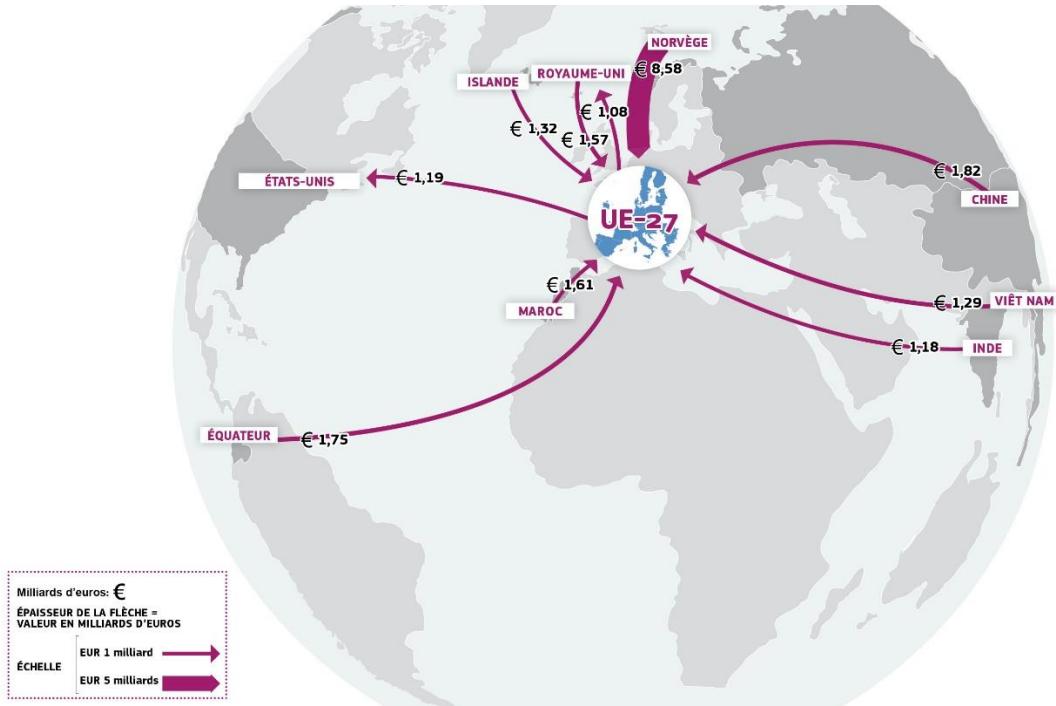 NORVÈGE
€ 8,58
ROYAUME-UNI
ISLANDE
€ 1,08
€ 1,32
€ 1,57
ÉTATS-UNIS
€ 1,19
€ 1,82
CHINE
UE-27
€ 1,61
MAROC
€ 1,29
VIÊT NAM
€ 1,18
INDE
ÉQUATEUR
€ 1,75
Milliards d'euros: €
ÉPAISSEUR DE LA FLÈCHE =
VALEUR EN MILLIARDS D'EUROS
ÉCHELLE
EUR 1 milliard
EUR 5 milliards